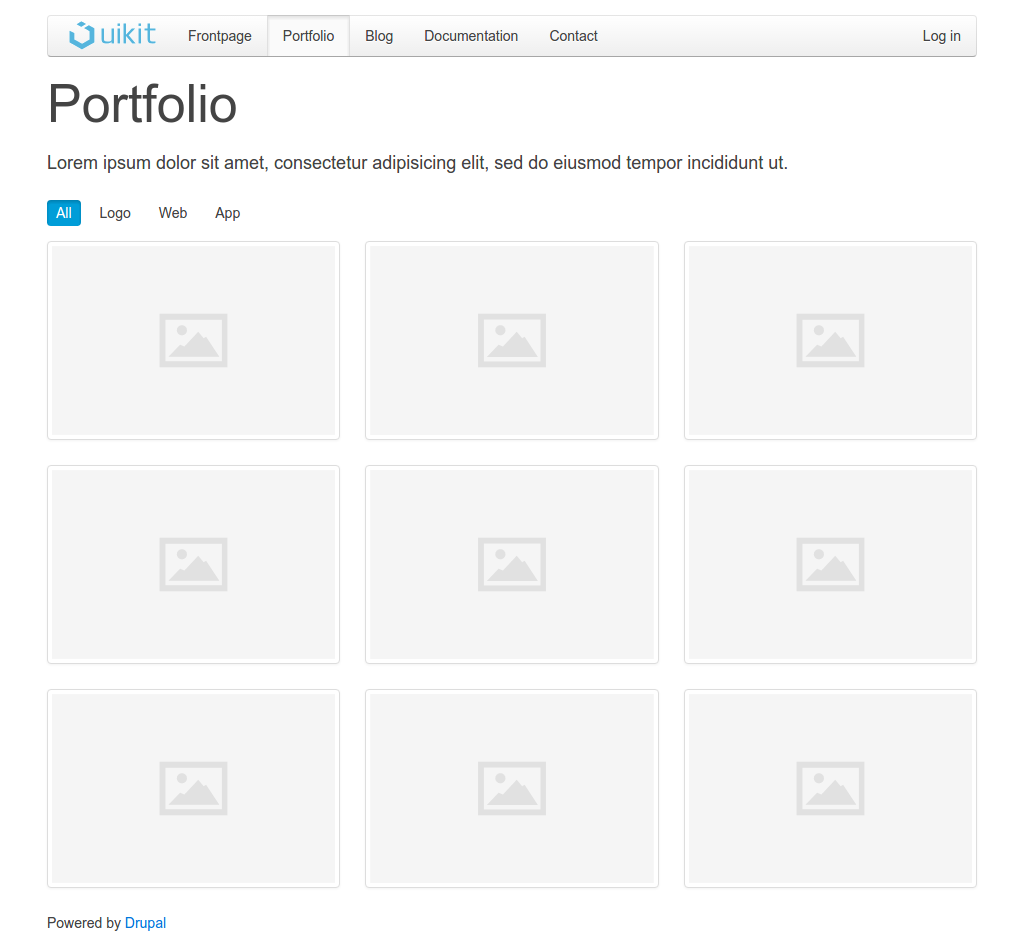 uikit Frontpage Portfolio Blog Documentation Contact Log in
Portfolio
Lorem ipsum dolor sit amet, consectetur adipisicing elit, sed do eiusmod tempor incididunt ut.
All Logo Web App
Powered by Drupal